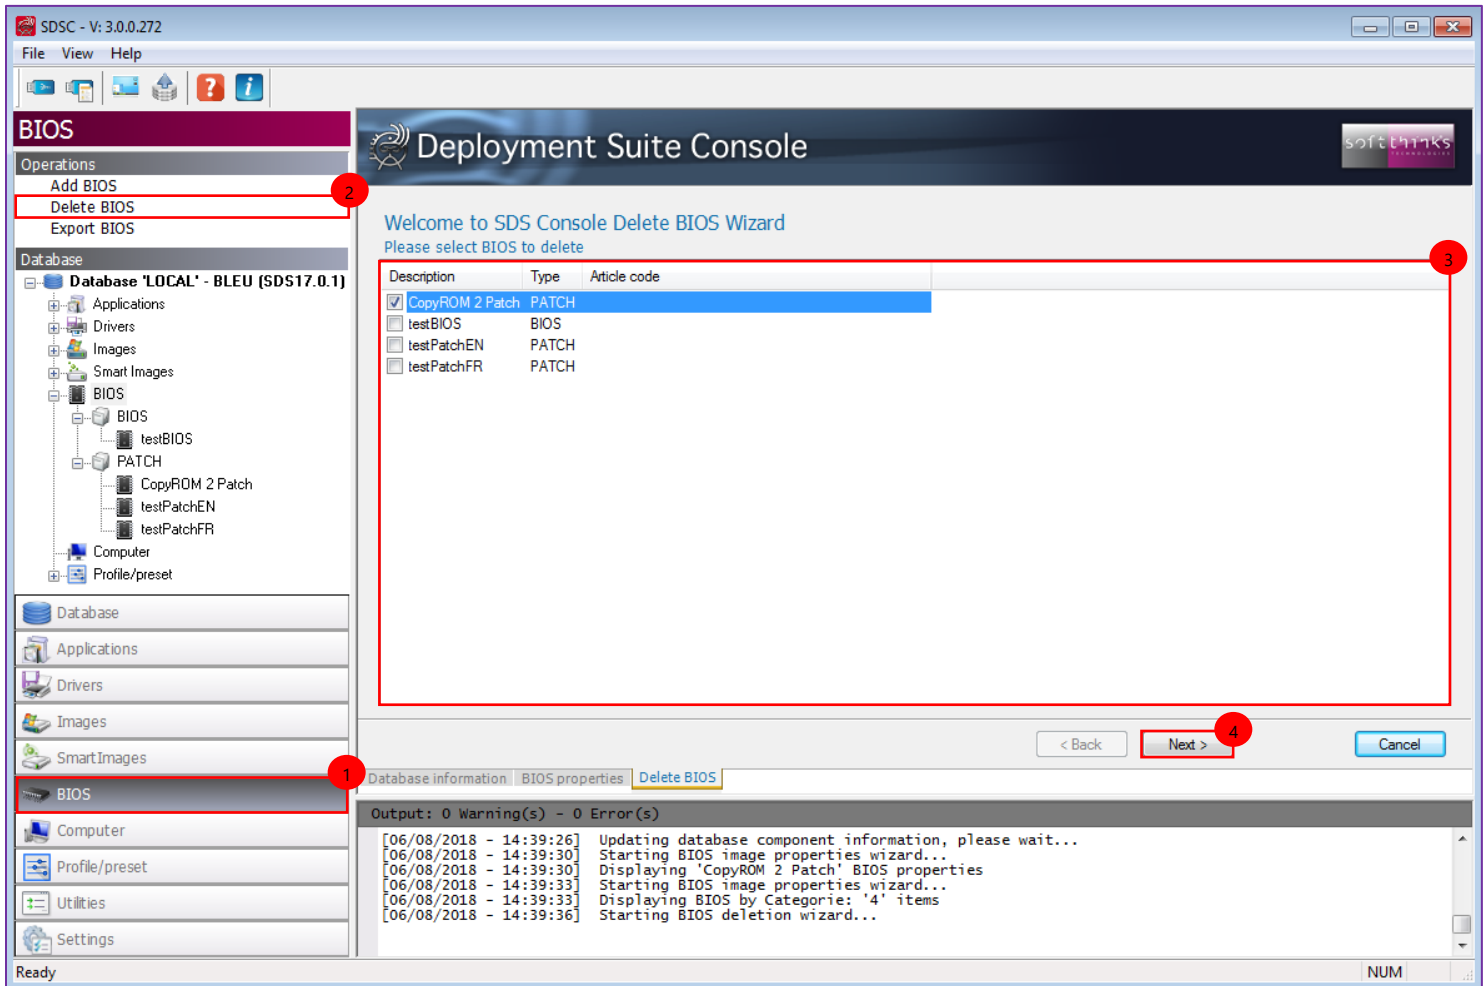 SDSC - V: 3.0.0.272
File View Help
BIOS
Operations
Add BIOS
2
Delete BIOS
Export BIOS
Database
Database 'LOCAL' - BLEU (SDS17.0.1)
Applications
Drivers
Images
Smart Images
BIOS
BIOS
testBIOS
PATCH
CopyROM 2 Patch
testPatchEN
testPatchFR
Computer
Profile/preset
Database
Applications
Drivers
Images
SmartImages
1
BIOS
Computer
Profile/preset
Utilities
Settings
Deployment Suite Console
softthinks
TECHNOLOGIES
Welcome to SDS Console Delete BIOS Wizard
Please select BIOS to delete
3
Description Type Article code
CopyROM 2 Patch PATCH
testBIOS BIOS
testPatchEN PATCH
testPatchFR PATCH
4
< Back Next > Cancel
Database information BIOS properties Delete BIOS
Output: 0 Warning(s) - 0 Error(s)
[06/08/2018 - 14:39:26] Updating database component information, please wait...
[06/08/2018 - 14:39:30] Starting BIOS image properties wizard...
[06/08/2018 - 14:39:30] Displaying 'CopyROM 2 Patch' BIOS properties
[06/08/2018 - 14:39:33] Starting BIOS image properties wizard...
[06/08/2018 - 14:39:33] Displaying BIOS by Categorie: '4' items
[06/08/2018 - 14:39:36] Starting BIOS deletion wizard...
Ready NUM